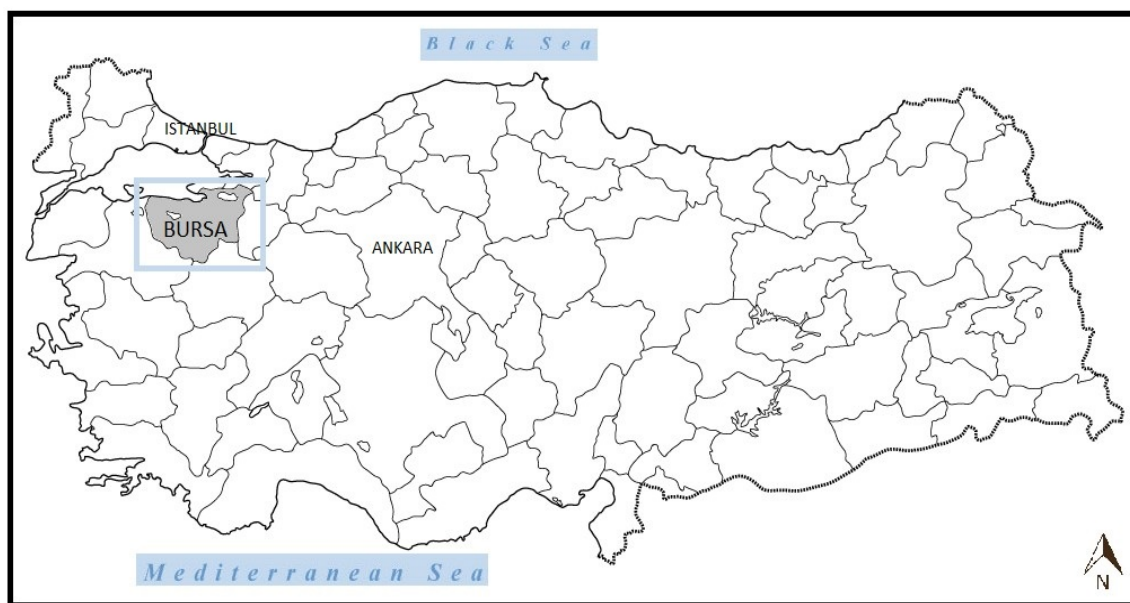 Black Sea
ISTANBUL
BURSA
ANKARA
Mediterranean Sea
N